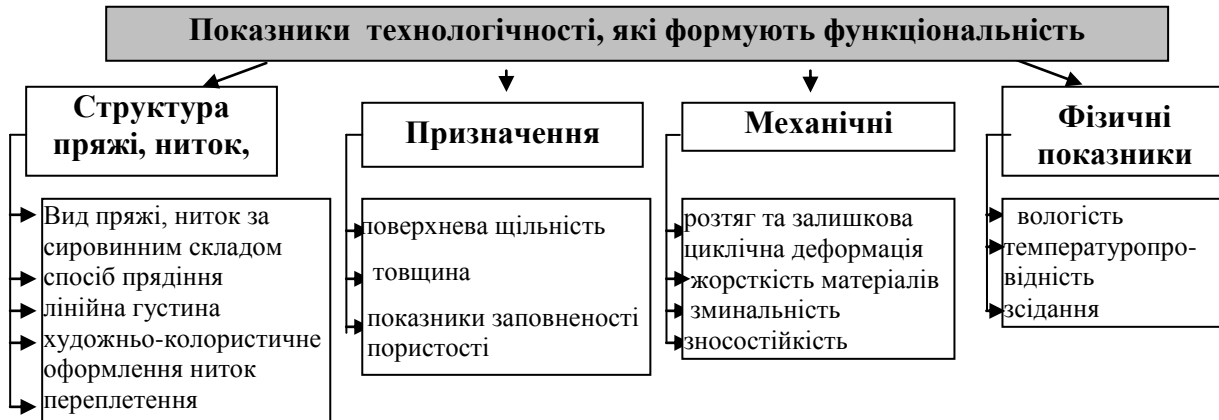 Показники технологічності, які формують функціональність
Структура
пряжі, ниток,
Вид пряжі, ниток за
сировинним складом
спосіб прядіння
лінійна густина
художньо-колористичне
оформлення ниток
переплетення
Призначення
поверхнева щільність
товщина
показники заповненості
пористості
Механічні
розтяг та залишкова
циклічна деформація
жорсткість матеріалів
зминальність
зносостійкість
Фізичні
показники
вологість
температуропро-
відність
зсідання